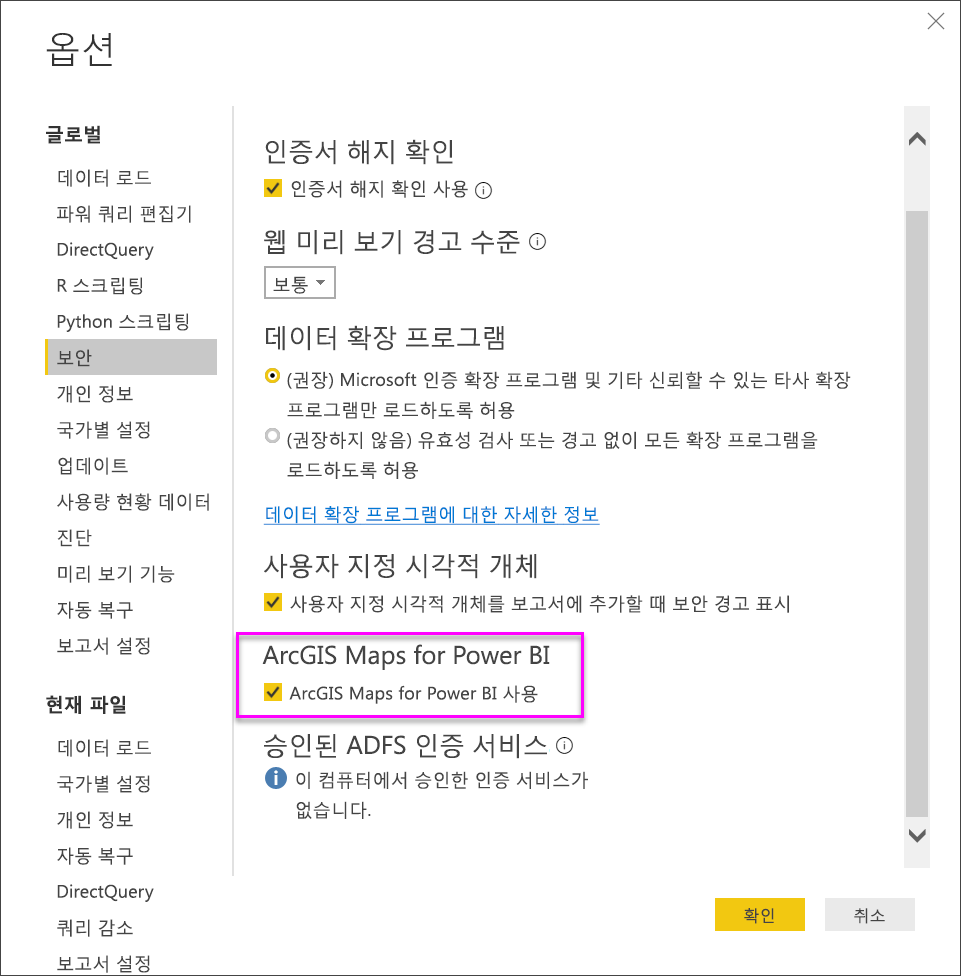 옵션
글로벌
데이터 로드
파워 쿼리 편집기
DirectQuery
R 스크립팅
Python 스크립팅
보안
개인 정보
국가별 설정
업데이트
사용량 현황 데이터
진단
미리 보기 기능
자동 복구
보고서 설정
현재 파일
데이터 로드
국가별 설정
개인 정보
자동 복구
DirectQuery
쿼리 감소
보고서 설정
인증서 해지 확인
인증서 해지 확인 사용
웹 미리 보기 경고 수준
보통
데이터 확장 프로그램
(권장) Microsoft 인증 확장 프로그램 및 기타 신뢰할 수 있는 타사 확장
프로그램만 로드하도록 허용
(권장하지 않음) 유효성 검사 또는 경고 없이 모든 확장 프로그램을
로드하도록 허용
데이터 확장 프로그램에 대한 자세한 정보
사용자 지정 시각적 개체
사용자 지정 시각적 개체를 보고서에 추가할 때 보안 경고 표시
ArcGIS Maps for Power BI
ArcGIS Maps for Power BI 사용
승인된 ADFS 인증 서비스
이 컴퓨터에서 승인한 인증 서비스가
없습니다.
확인
취소